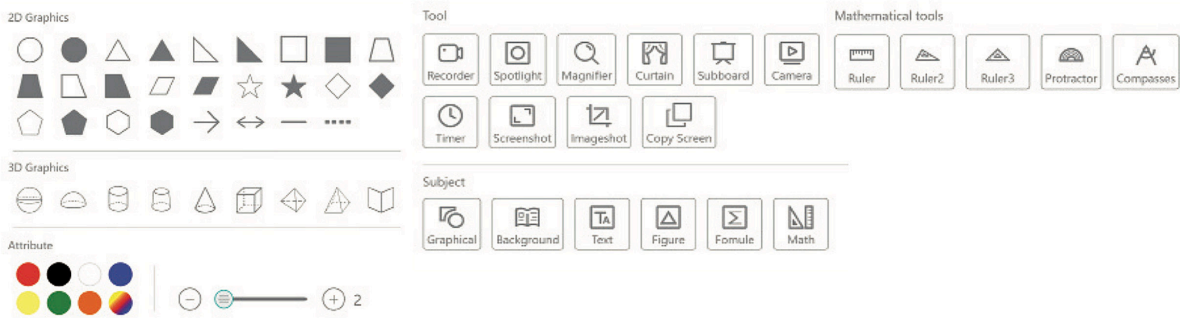 2D Graphics
3D Graphics
Attribute
2
Tool
Recorder Spotlight Magnifier Curtain Subboard Camera
Timer Screenshot Imageshot Copy Screen
Subject
Graphical Background Text Figure Fomule Math
Mathematical tools
Ruler Ruler2 Ruler3 Protractor Compasses